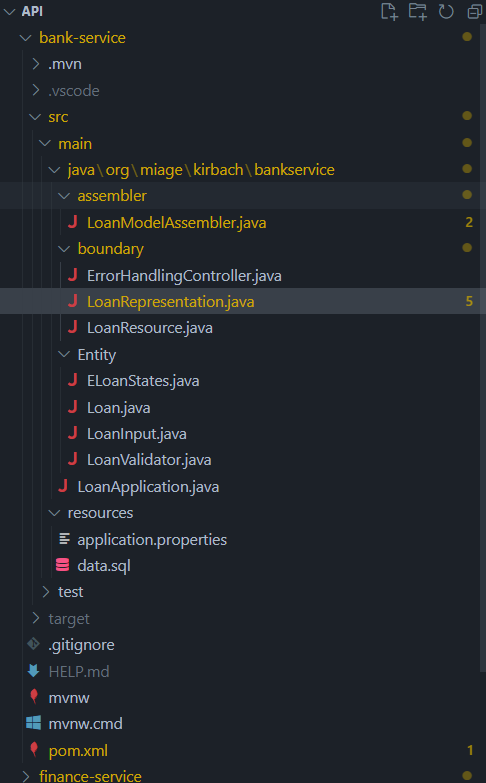 API
bank-service
.mvn
.vscode
src
main
java\org\miage\kirbach\bankservice
assembler
LoanModelAssembler.java 2
boundary
ErrorHandlingController.java
LoanRepresentation.java 5
LoanResource.java
Entity
ELoanStates.java
Loan.java
LoanInput.java
LoanValidator.java
LoanApplication.java
resources
application.properties
data.sql
test
target
.gitignore
HELP.md
mvnw
mvnw.cmd
pom.xml 1
finance-service